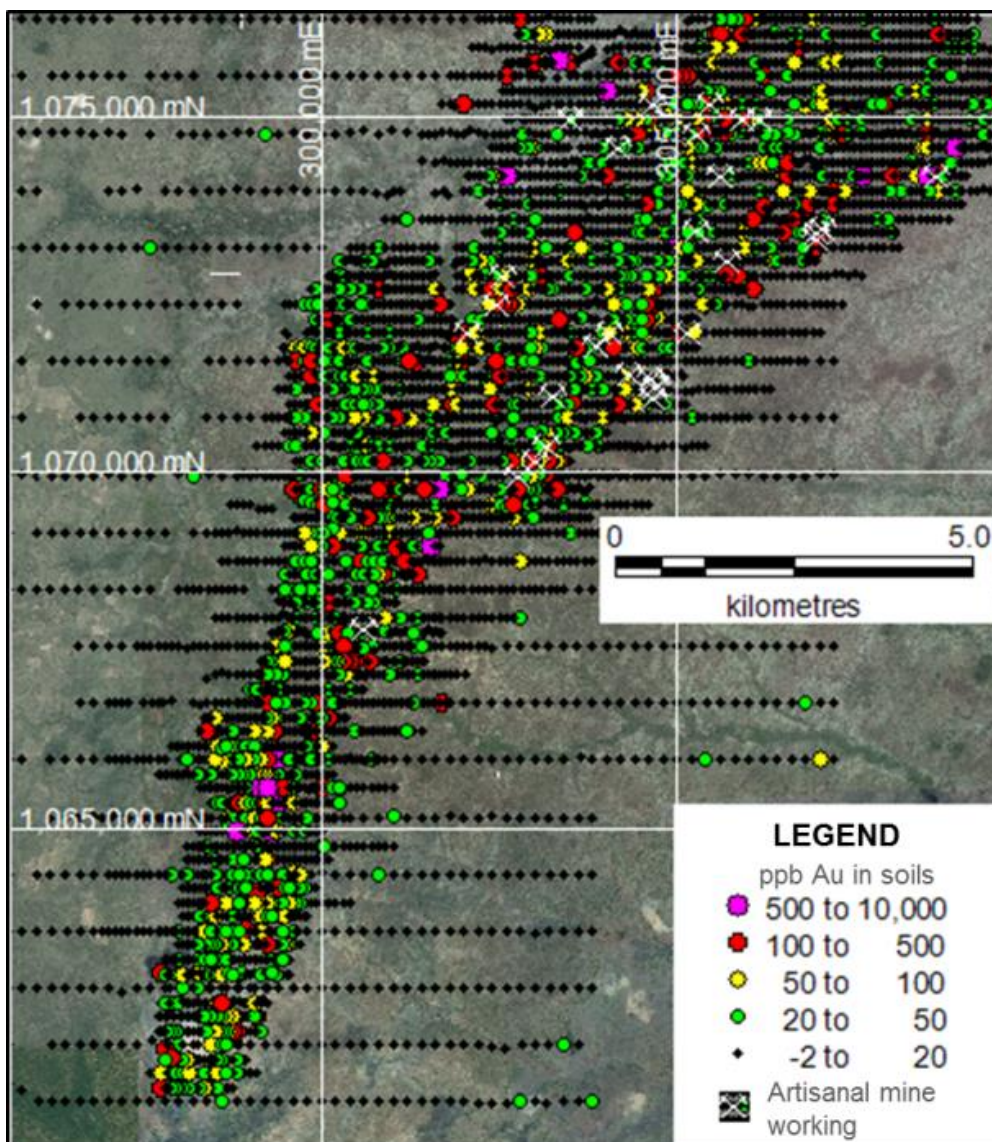 300,000 mE
305,000 mE
1,075,000 mN
1,070,000 mN
0 5.0
kilometres
1,065,000 mN
LEGEND
ppb Au in soils
500 to 10,000
100 to 500
50 to 100
20 to 50
-2 to 20
Artisanal mine
working